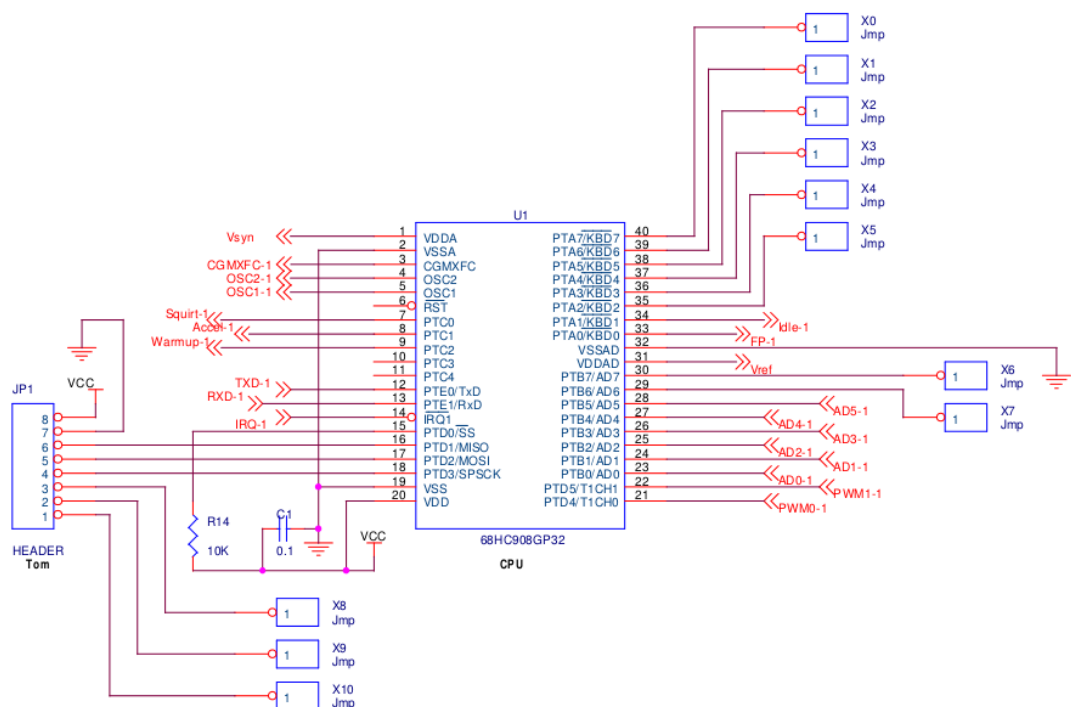 X0
Jmp
1
X1
Jmp
1
X2
Jmp
1
X3
Jmp
1
X4
Jmp
1
X5
Jmp
1
U1
Vsyn 1 VDDA PTA7/KBD7 40
2 VSSA PTA6/KBD6 39
CGMXFC-1 3 CGMXFC PTA5/KBD5 38
OSC2-1 4 OSC2 PTA4/KBD4 37
OSC1-1 5 OSC1 PTA3/KBD3 36
6 RST PTA2/KBD2 35
Squirt-1 7 PTC0 PTA1/KBD1 34 Idle-1
Accel-1 8 PTC1 PTA0/KBD0 33 FP-1
Warmup-1 9 PTC2 VSSAD 32
10 PTC3 VDDAD 31 Vref
11 PTC4 PTB7/AD7 30
TXD-1 12 PTE0/TxD PTB6/AD6 29
RXD-1 13 PTE1/RxD PTB5/AD5 28 AD5-1
IRQ-1 14 IRQ1 PTB4/AD4 27 AD4-1
15 PTD0/SS PTB3/AD3 26 AD3-1
16 PTD1/MISO PTB2/AD2 25 AD2-1
17 PTD2/MOSI PTB1/AD1 24 AD1-1
18 PTD3/SPSCK PTB0/AD0 23 AD0-1
19 VSS PTD5/T1CH1 22 PWM1-1
20 VDD PTD4/T1CH0 21 PWM0-1
68HC908GP32
CPU
1
X6
Jmp
1
X7
Jmp
JP1
VCC
8
7
6
5
4
3
2
1
HEADER
Tom
R14
10K
C1
0.1
VCC
1
X8
Jmp
1
X9
Jmp
1
X10
Jmp